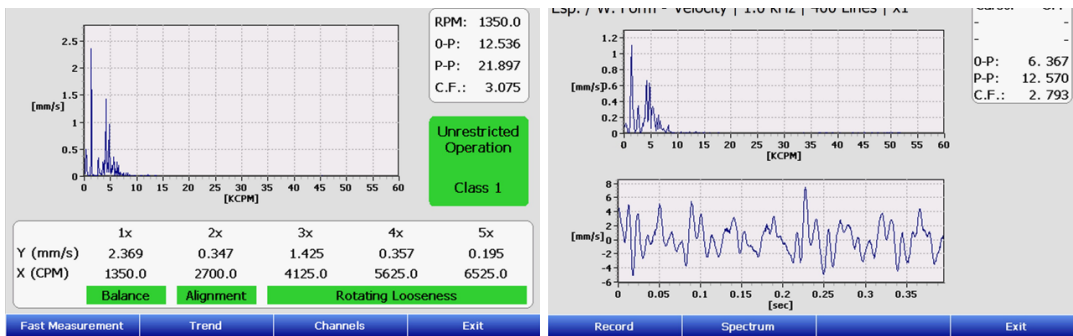 RPM: 1350.0
0-P: 12.536
P-P: 21.897
C.F.: 3.075
Unrestricted
Operation
Class 1
2.5
2
1.5
[mm/s]
1
0.5
0
0 5 10 15 20 25 30 35 40 45 50 55 60
[KCPM]
1x 2x 3x 4x 5x
Y (mm/s) 2.369 0.347 1.425 0.357 0.195
X (CPM) 1350.0 2700.0 4125.0 5625.0 6525.0
Balance Alignment Rotating Looseness
Fast Measurement Trend Channels Exit
Esp. / W. Form - Velocity | 1.0 KHz | 400 Lines | x1
- -
- -
0-P: 6.367
P-P: 12.570
C.F.: 2.793
1.2
1
0.8
[mm/s]0.6
0.4
0.2
0
0 5 10 15 20 25 30 35 40 45 50 55 60
[KCPM]
8
6
4
2
[mm/s]0
-2
-4
-6
0 0.05 0.1 0.15 0.2 0.25 0.3 0.35
[sec]
Record Spectrum Exit